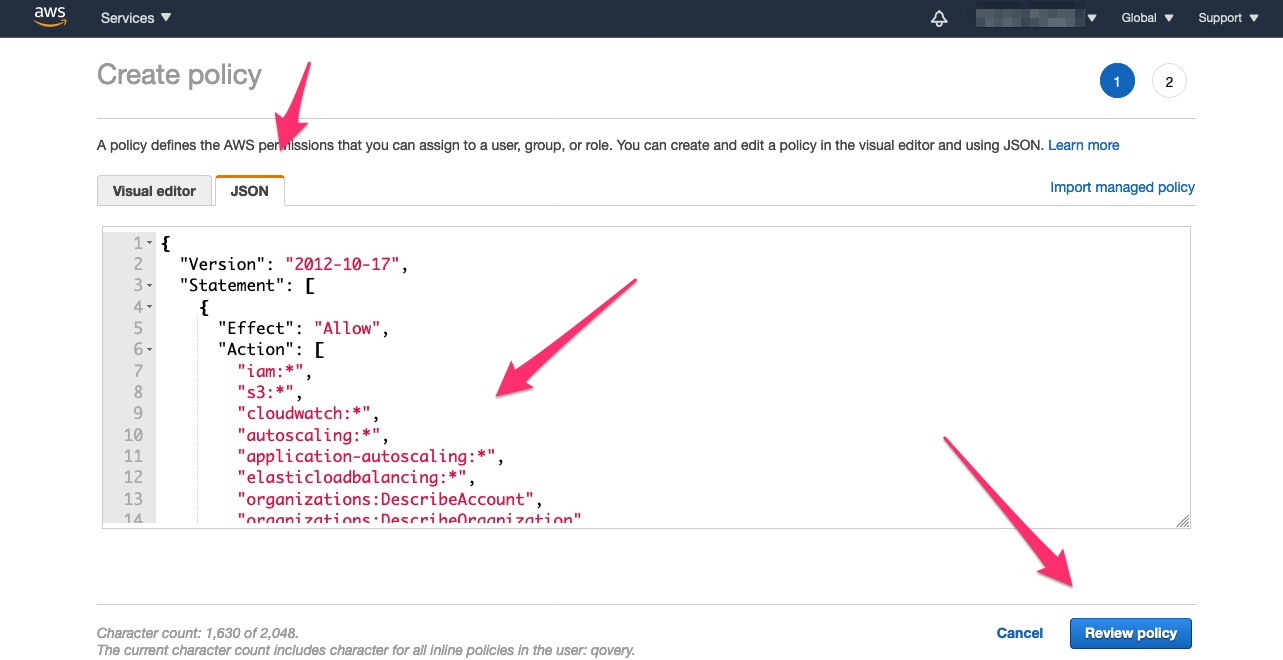 aws Services Global Support
Create policy
1 2
A policy defines the AWS permissions that you can assign to a user, group, or role. You can create and edit a policy in the visual editor and using JSON. Learn more
Visual editor JSON Import managed policy
1 {
2 "Version": "2012-10-17",
3 "Statement": [
4 {
5 "Effect": "Allow",
6 "Action": [
7 "iam:*",
8 "s3:*",
9 "cloudwatch:*",
10 "autoscaling:*",
11 "application-autoscaling:*",
12 "elasticloadbalancing:*",
13 "organizations:DescribeAccount",
14 "organizations:DescribeOrganization"
Character count: 1,630 of 2,048. Cancel Review policy
The current character count includes character for all inline policies in the user: qovery.